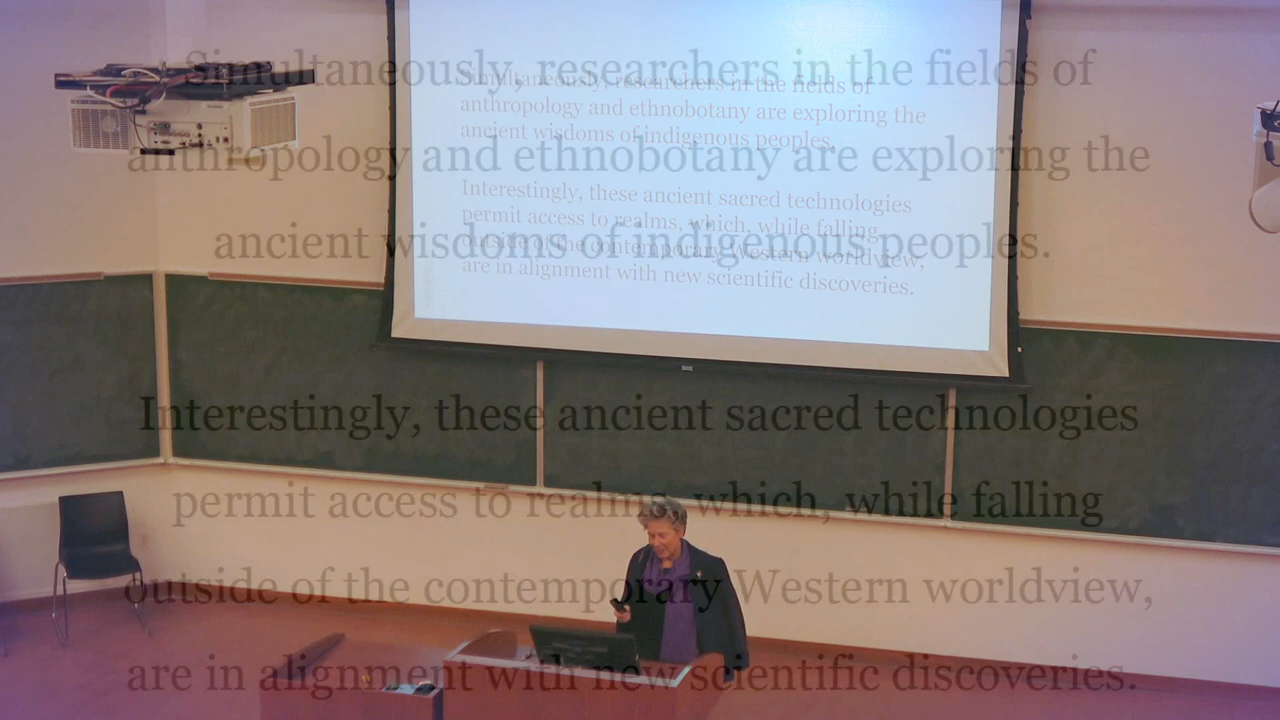 Simultaneously, researchers in the fields of
anthropology and ethnobotany are exploring the
ancient wisdoms of indigenous peoples.
Interestingly, these ancient sacred technologies
permit access to realms, which, while falling
outside of the contemporary Western worldview,
are in alignment with new scientific discoveries.
Simultaneously, researchers in the fields of
anthropology and ethnobotany are exploring the
ancient wisdoms of indigenous peoples.
Interestingly, these ancient sacred technologies
permit access to realms, which, while falling
outside of the contemporary Western worldview,
are in alignment with new scientific discoveries.